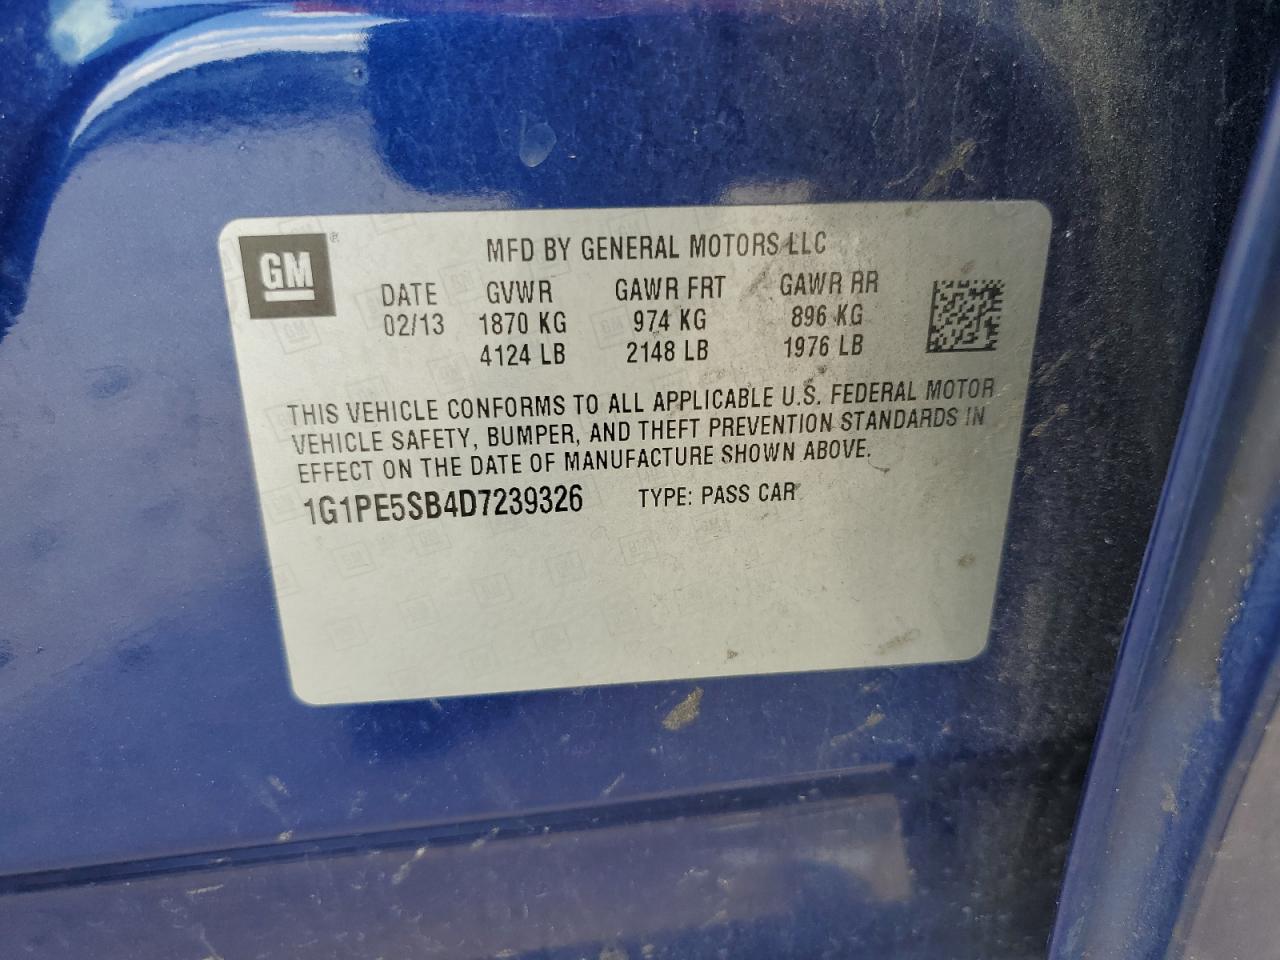 GM ®
MFD BY GENERAL MOTORS LLC
DATE GVWR GAWR FRT GAWR RR
02/13 1870 KG 974 KG 896 KG
4124 LB 2148 LB 1976 LB
THIS VEHICLE CONFORMS TO ALL APPLICABLE U.S. FEDERAL MOTOR
VEHICLE SAFETY, BUMPER, AND THEFT PREVENTION STANDARDS IN
EFFECT ON THE DATE OF MANUFACTURE SHOWN ABOVE.
1G1PE5SB4D7239326 TYPE: PASS CAR